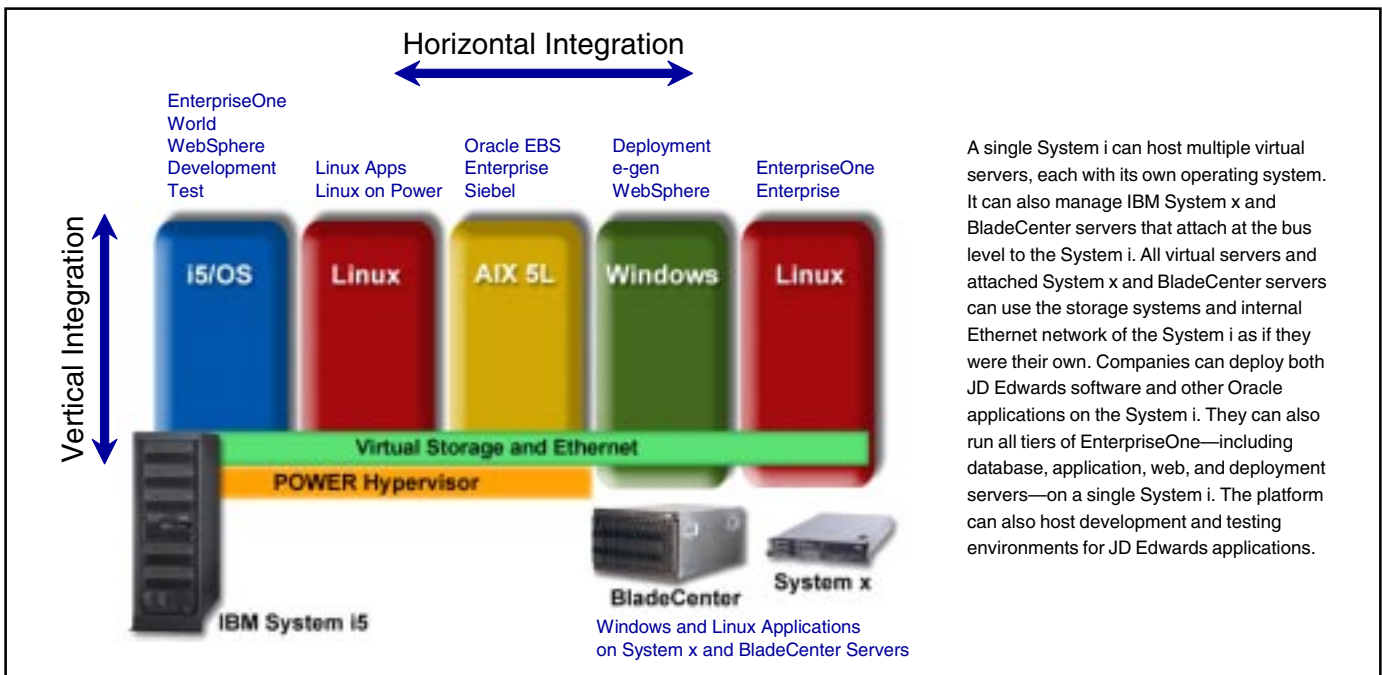 Horizontal Integration
Vertical Integration
EnterpriseOne
World
WebSphere
Development
Test
Linux Apps
Linux on Power
Oracle EBS
Enterprise
Siebel
Deployment
e-gen
WebSphere
EnterpriseOne
Enterprise
i5/OS
Linux
AIX 5L
Windows
Linux
Virtual Storage and Ethernet
POWER Hypervisor
IBM System i5
BladeCenter
System x
Windows and Linux Applications
on System x and BladeCenter Servers
A single System i can host multiple virtual
servers, each with its own operating system.
It can also manage IBM System x and
BladeCenter servers that attach at the bus
level to the System i. All virtual servers and
attached System x and BladeCenter servers
can use the storage systems and internal
Ethernet network of the System i as if they
were their own. Companies can deploy both
JD Edwards software and other Oracle
applications on the System i. They can also
run all tiers of EnterpriseOne—including
database, application, web, and deployment
servers—on a single System i. The platform
can also host development and testing
environments for JD Edwards applications.